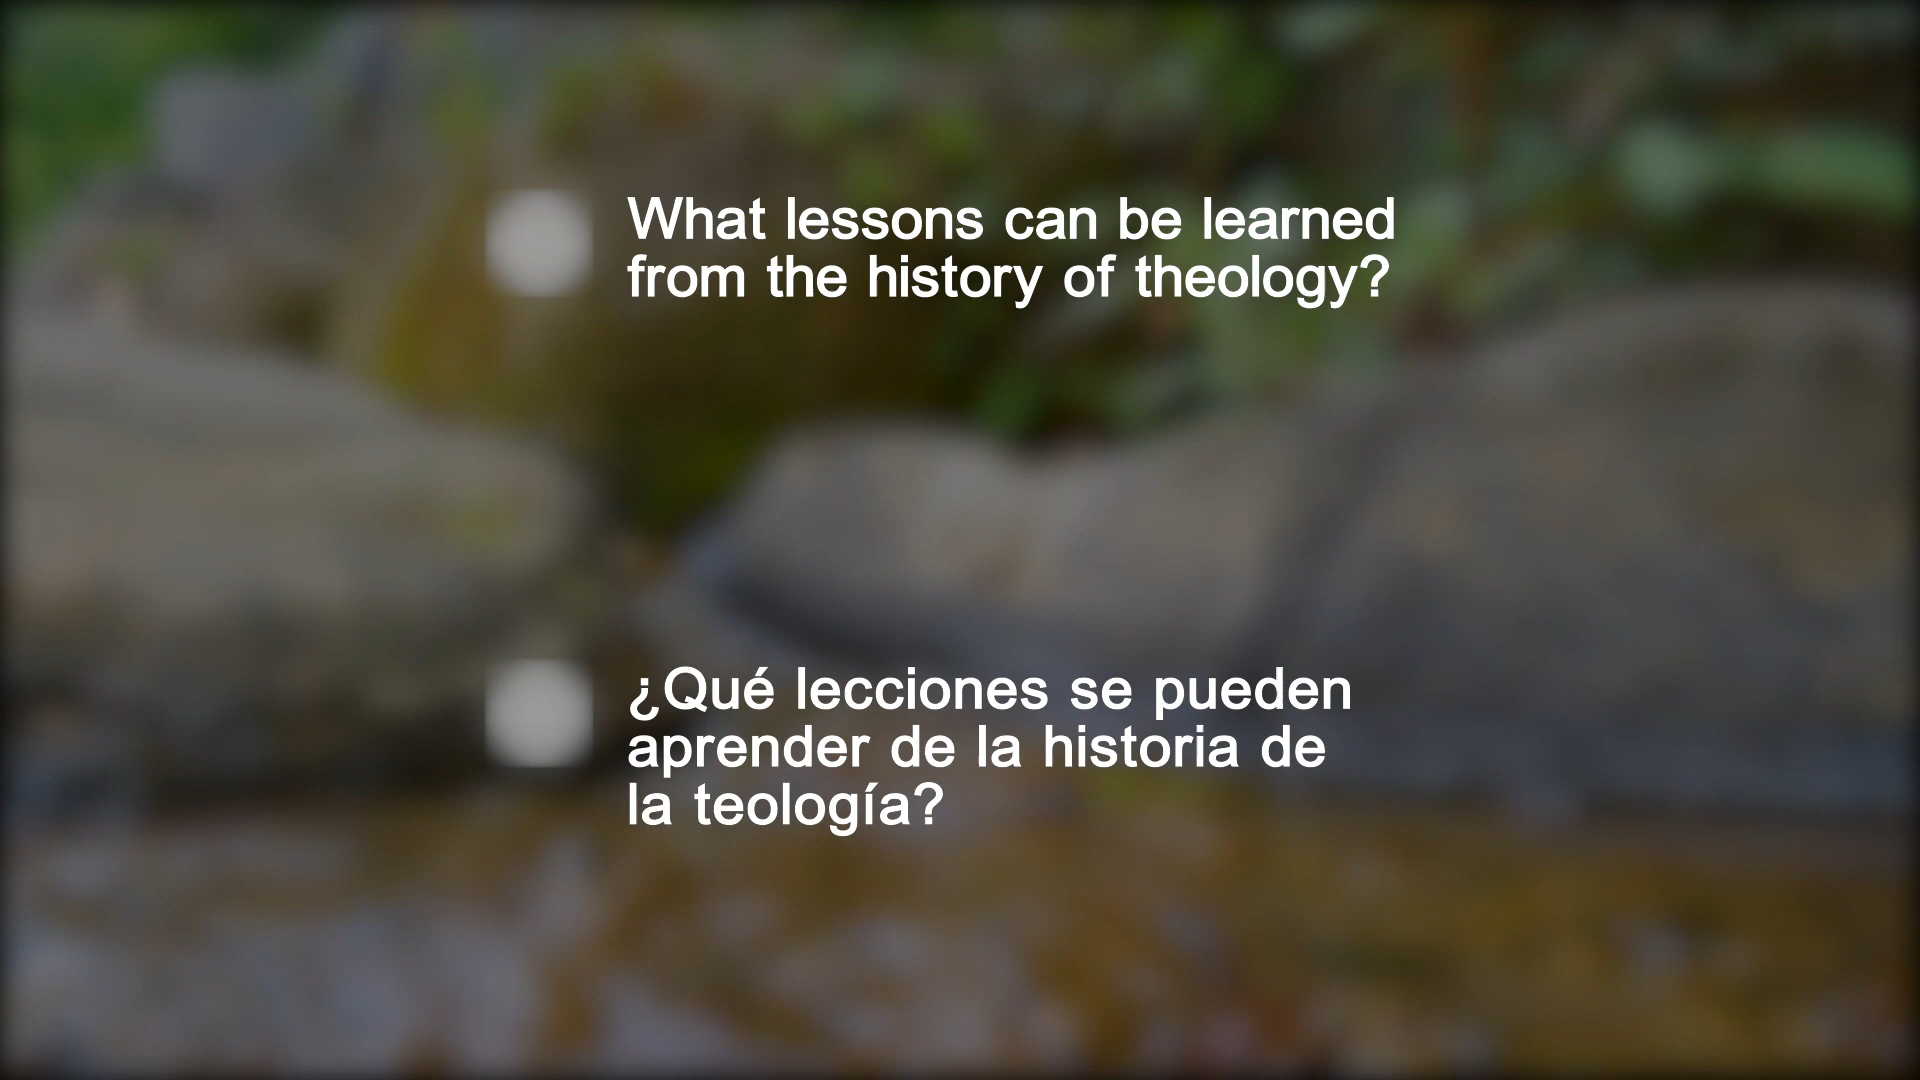 What lessons can be learned
from the history of theology?
¿Qué lecciones se pueden
aprender de la historia de
la teología?